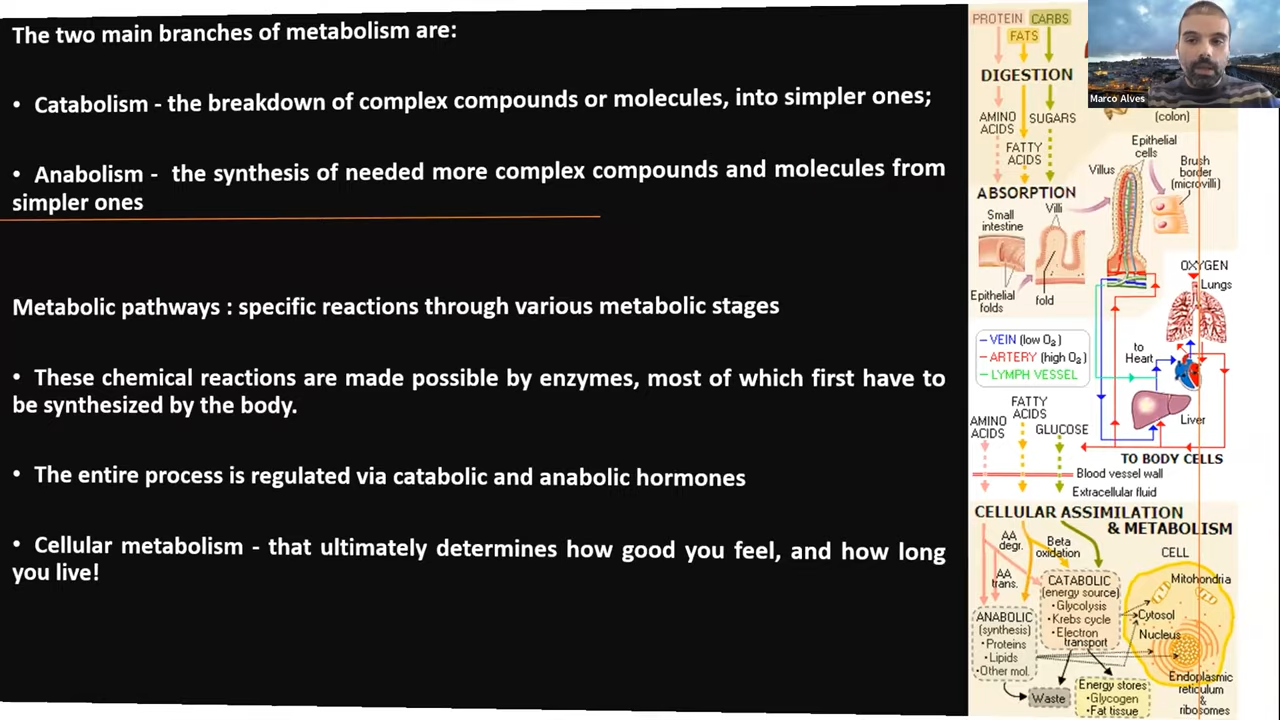 The two main branches of metabolism are:
• Catabolism - the breakdown of complex compounds or molecules, into simpler ones;
• Anabolism - the synthesis of needed more complex compounds and molecules from
simpler ones
Metabolic pathways : specific reactions through various metabolic stages
• These chemical reactions are made possible by enzymes, most of which first have to
be synthesized by the body.
• The entire process is regulated via catabolic and anabolic hormones
• Cellular metabolism - that ultimately determines how good you feel, and how long
you live!
PROTEIN CARBS
FATS
DIGESTION
AMINO
ACIDS
SUGARS
FATTY
ACIDS
ABSORPTION
Small
intestine
Villi
Epithelial
folds
fold
Marco Alves
(colon)
Epithelial
cells
Villus
Brush
border
(microvilli)
OXYGEN
Lungs
to
Heart
Liver
VEIN (low O₂)
ARTERY (high O₂)
LYMPH VESSEL
AMINO
ACIDS
FATTY
ACIDS
GLUCOSE
TO BODY CELLS
Blood vessel wall
Extracellular fluid
CELLULAR ASSIMILATION
& METABOLISM
AA
degr.
Beta
oxidation
AA
trans.
CATABOLIC
(energy source)
•Glycolysis
•Krebs cycle
•Electron
transport
ANABOLIC
(synthesis)
•Proteins
•Lipids
•Other mol.
Waste
Energy stores
•Glycogen
•Fat tissue
CELL
Mitohondria
Cytosol
Nucleus
Endoplasmic
reticulum
&
ribosomes